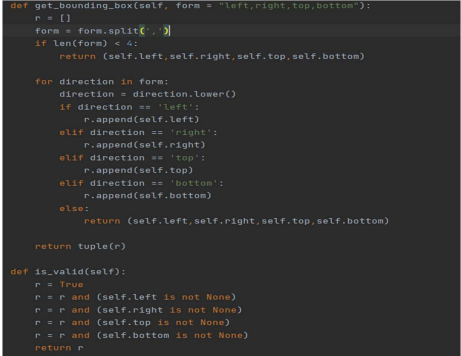 def get_bounding_box(self, form = "left,right,top,bottom"):
    r = []
    form = form.split(',')
    if len(form) < 4:
        return (self.left,self.right,self.top,self.bottom)

    for direction in form:
        direction = direction.lower()
        if direction == 'left':
            r.append(self.left)
        elif direction == 'right':
            r.append(self.right)
        elif direction == 'top':
            r.append(self.top)
        elif direction == 'bottom':
            r.append(self.bottom)
        else:
            return (self.left,self.right,self.top,self.bottom)

    return tuple(r)

def is_valid(self):
    r = True
    r = r and (self.left is not None)
    r = r and (self.right is not None)
    r = r and (self.top is not None)
    r = r and (self.bottom is not None)
    return r